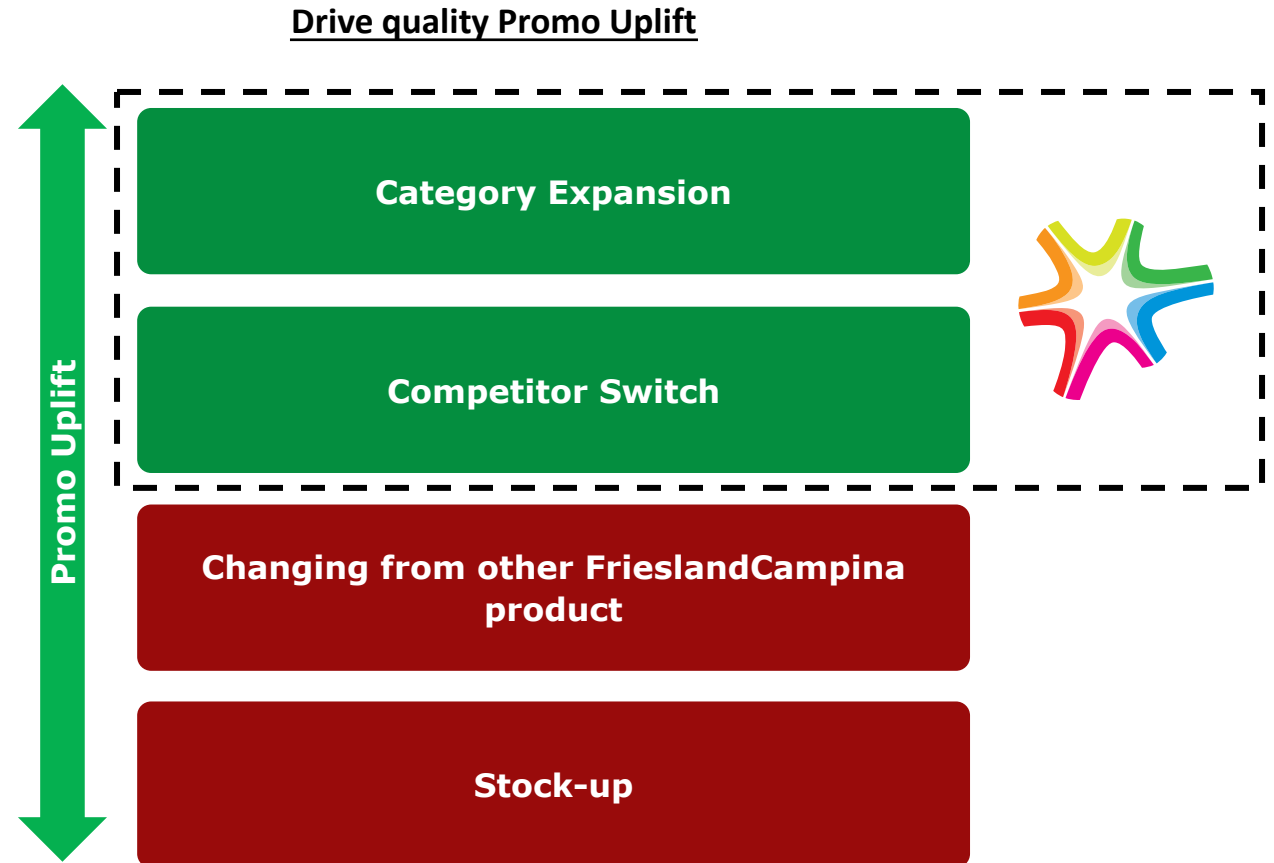 Drive quality Promo Uplift
Promo Uplift
Category Expansion
Competitor Switch
Changing from other FrieslandCampina
product
Stock-up